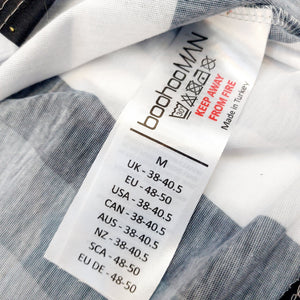 boohooMAN
KEEP AWAY
FROM FIRE
Made in Turkey
M
UK - 38-40.5
EU - 48-50
USA - 38-40.5
CAN - 38-40.5
AUS - 38-40.5
NZ - 38-40.5
SCA - 48-50
EU DE - 48-50